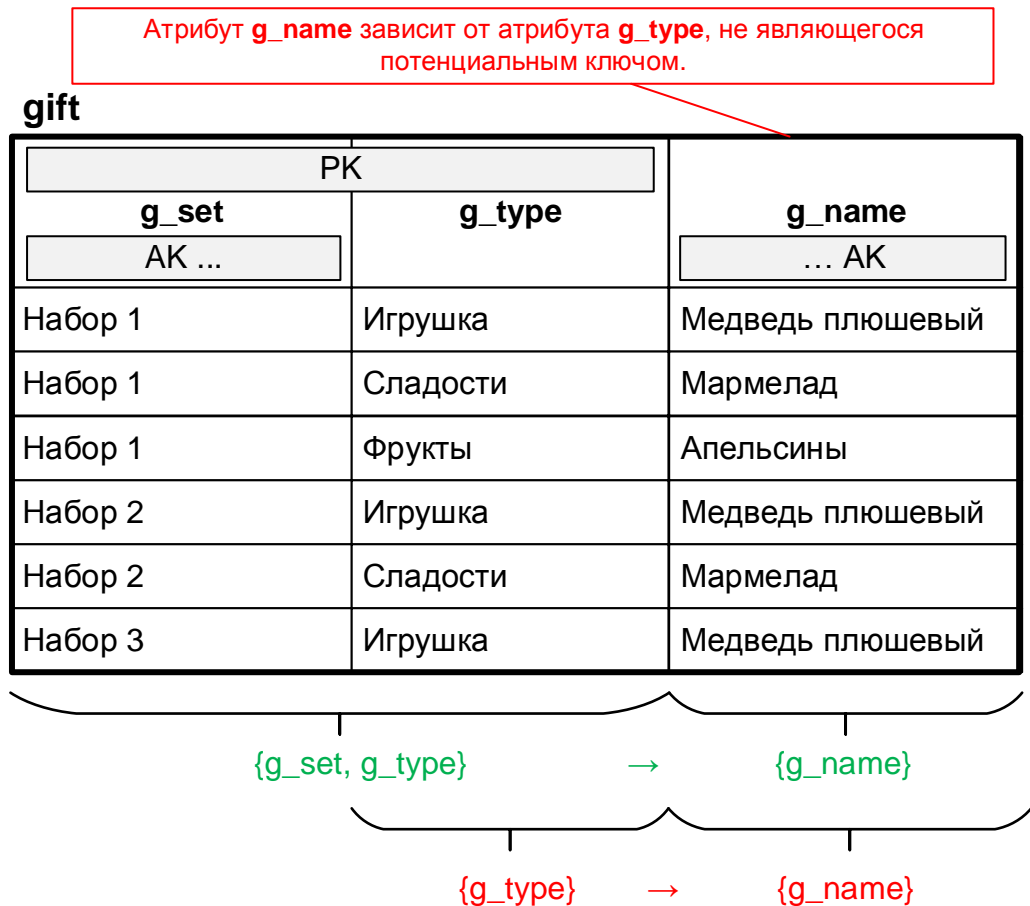 Атрибут g_name зависит от атрибута g_type, не являющегося
потенциальным ключом.
gift
PK
g_set g_type g_name
AK ... … AK
Набор 1 Игрушка Медведь плюшевый
Набор 1 Сладости Мармелад
Набор 1 Фрукты Апельсины
Набор 2 Игрушка Медведь плюшевый
Набор 2 Сладости Мармелад
Набор 3 Игрушка Медведь плюшевый
{g_set, g_type} → {g_name}
{g_type} → {g_name}